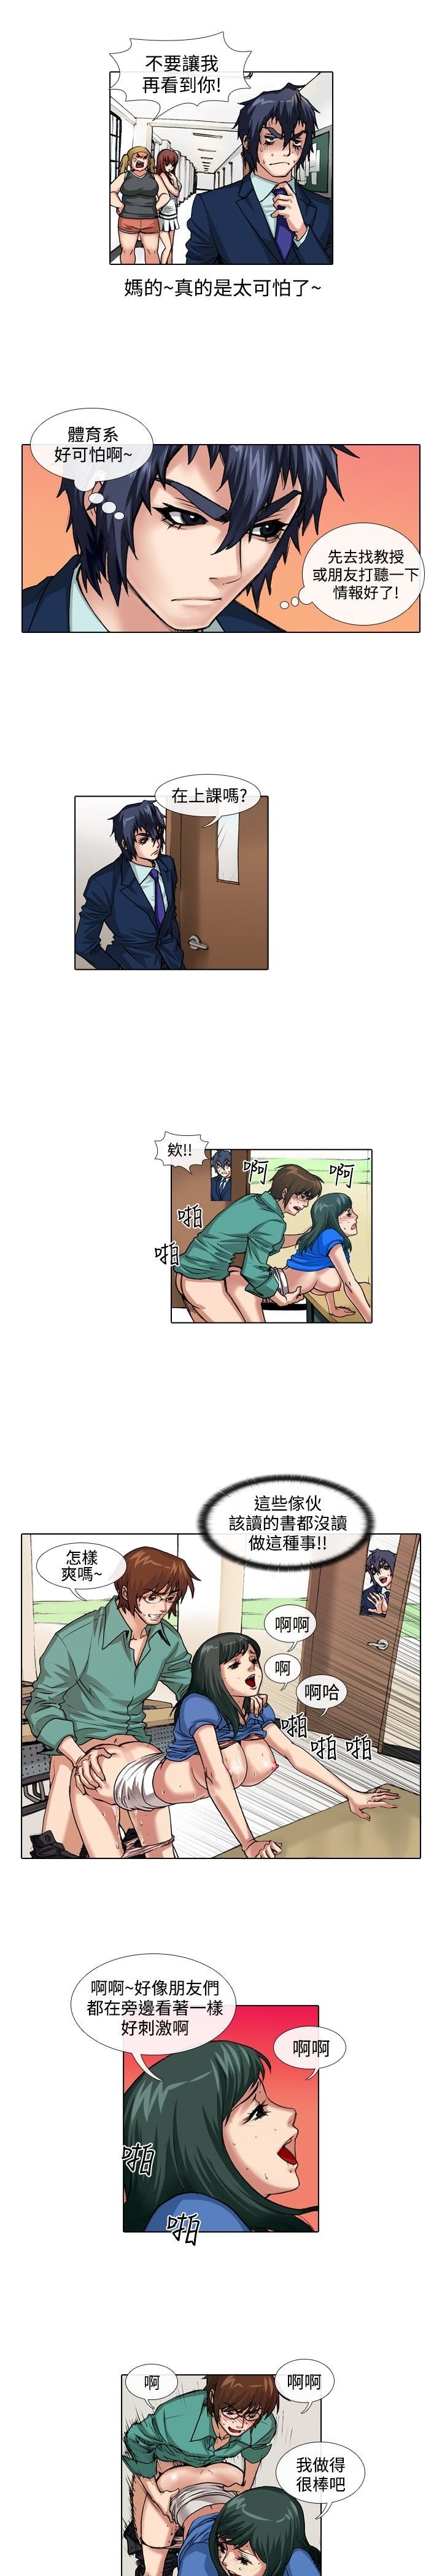 不要讓我
再看到你!
媽的~真的是太可怕了~
體育系
好可怕啊~
先去找教授
或朋友打聽一下
情報好了!
在上課嗎?
欸!!
啊
啊
啪
啪
這些傢伙
該讀的書都沒讀
做這種事!!
怎樣
爽嗎~
啊啊
啊
啊哈
啪
啪 啪
啊啊~好像朋友們
都在旁邊看著一樣
好刺激啊
啊啊
啪
啪
啊
啊啊
我做得
很棒吧